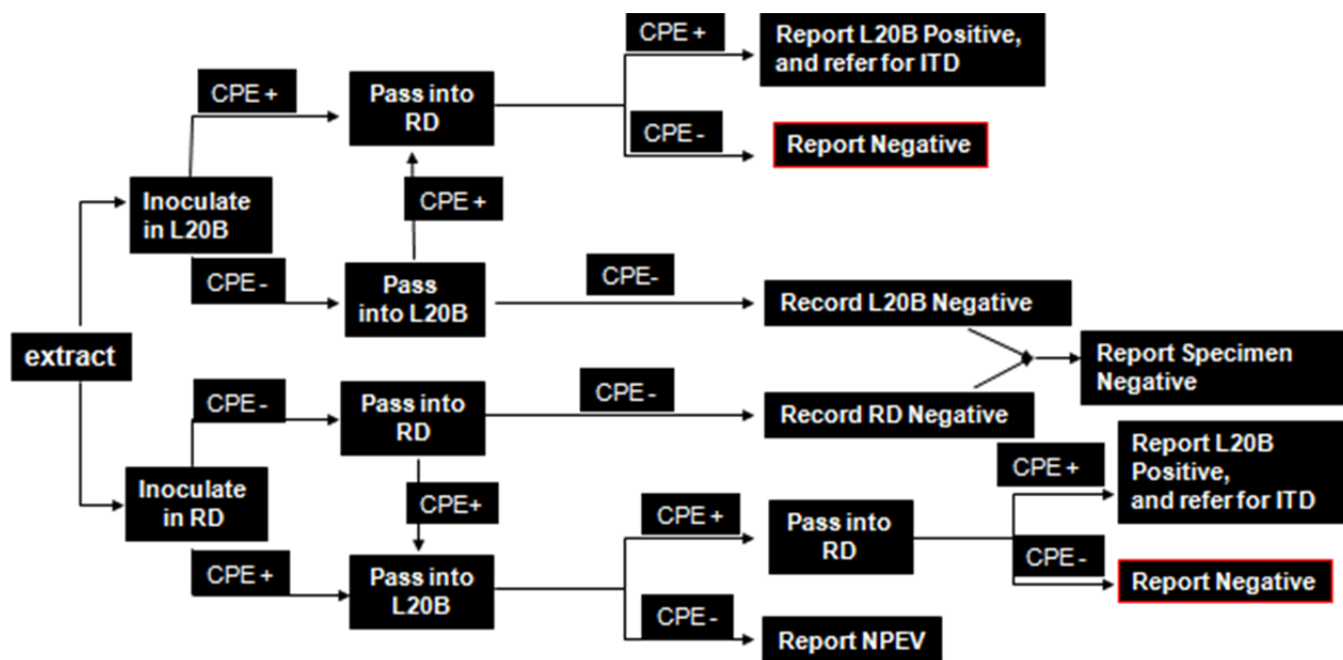 CPE +
Report L20B Positive,
and refer for ITD
CPE +
Pass into
RD
CPE -
Report Negative
Inoculate
in L20B
CPE +
CPE -
Pass
into L20B
CPE-
Record L20B Negative
extract
Report Specimen
Negative
CPE -
Pass into
RD
CPE -
Record RD Negative
Inoculate
in RD
CPE+
CPE +
Report L20B
Positive,
and refer for ITD
CPE +
Pass into
RD
CPE -
Report Negative
CPE +
Pass into
L20B
CPE -
Report NPEV